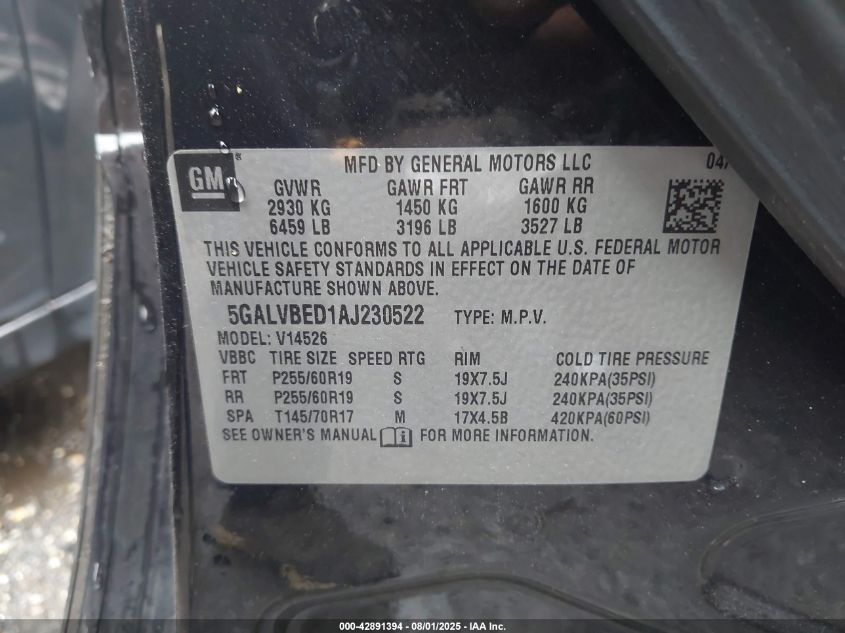 GM ®
MFD BY GENERAL MOTORS LLC 04/
GVWR GAWR FRT GAWR RR
2930 KG 1450 KG 1600 KG
6459 LB 3196 LB 3527 LB
THIS VEHICLE CONFORMS TO ALL APPLICABLE U.S. FEDERAL MOTOR
VEHICLE SAFETY STANDARDS IN EFFECT ON THE DATE OF
MANUFACTURE SHOWN ABOVE.
5GALVBED1AJ230522 TYPE: M.P.V.
MODEL: V14526
VBBC TIRE SIZE SPEED RTG RIM COLD TIRE PRESSURE
FRT P255/60R19 S 19X7.5J 240KPA(35PSI)
RR P255/60R19 S 19X7.5J 240KPA(35PSI)
SPA T145/70R17 M 17X4.5B 420KPA(60PSI)
SEE OWNER'S MANUAL FOR MORE INFORMATION.
000-42891394 | 08/01/2025 - IAA Inc.